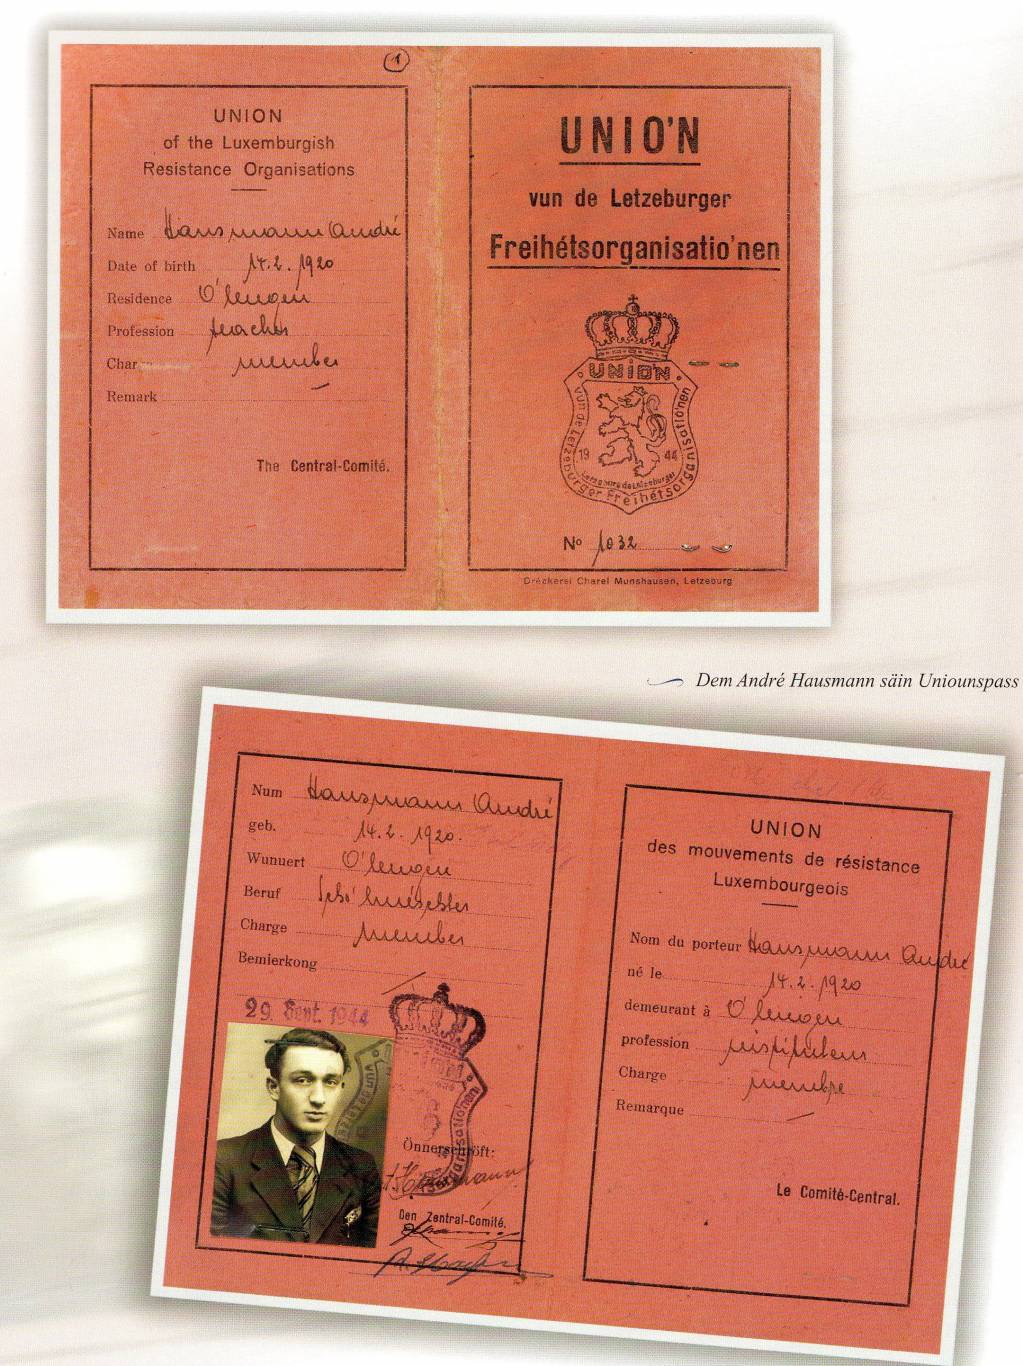 1
UNION
of the Luxemburgish
Resistance Organisations
Name Hausmann André
Date of birth 14.2.1920
Residence O'lengen
Profession teacher
Char
member
Remark —
The Central-Comité.
UNIO'N
vun de Letzeburger
Freihétsorganisatio'nen
UNIO'N
vun de Letzeburger Freihétsorganisatio'nen
19 44
No 1032
Dréckerei Charel Munshausen, Letzeburg
Dem André Hausmann säin Uniounspass
Num Hausmann André
geb. 14.2.1920.
Wunuert O'lengen
Beruf
Charge member
Bemierkong —
29. Sept. 1944
Önnerschröft:
Hausmann
Den Zentral-Comité.
UNION
des mouvements de résistance
Luxembourgeois
Nom du porteur Hausmann André
né le 14.2.1920
demeurant à O'lengen
profession instituteur
Charge membre
Remarque —
Le Comité-Central.